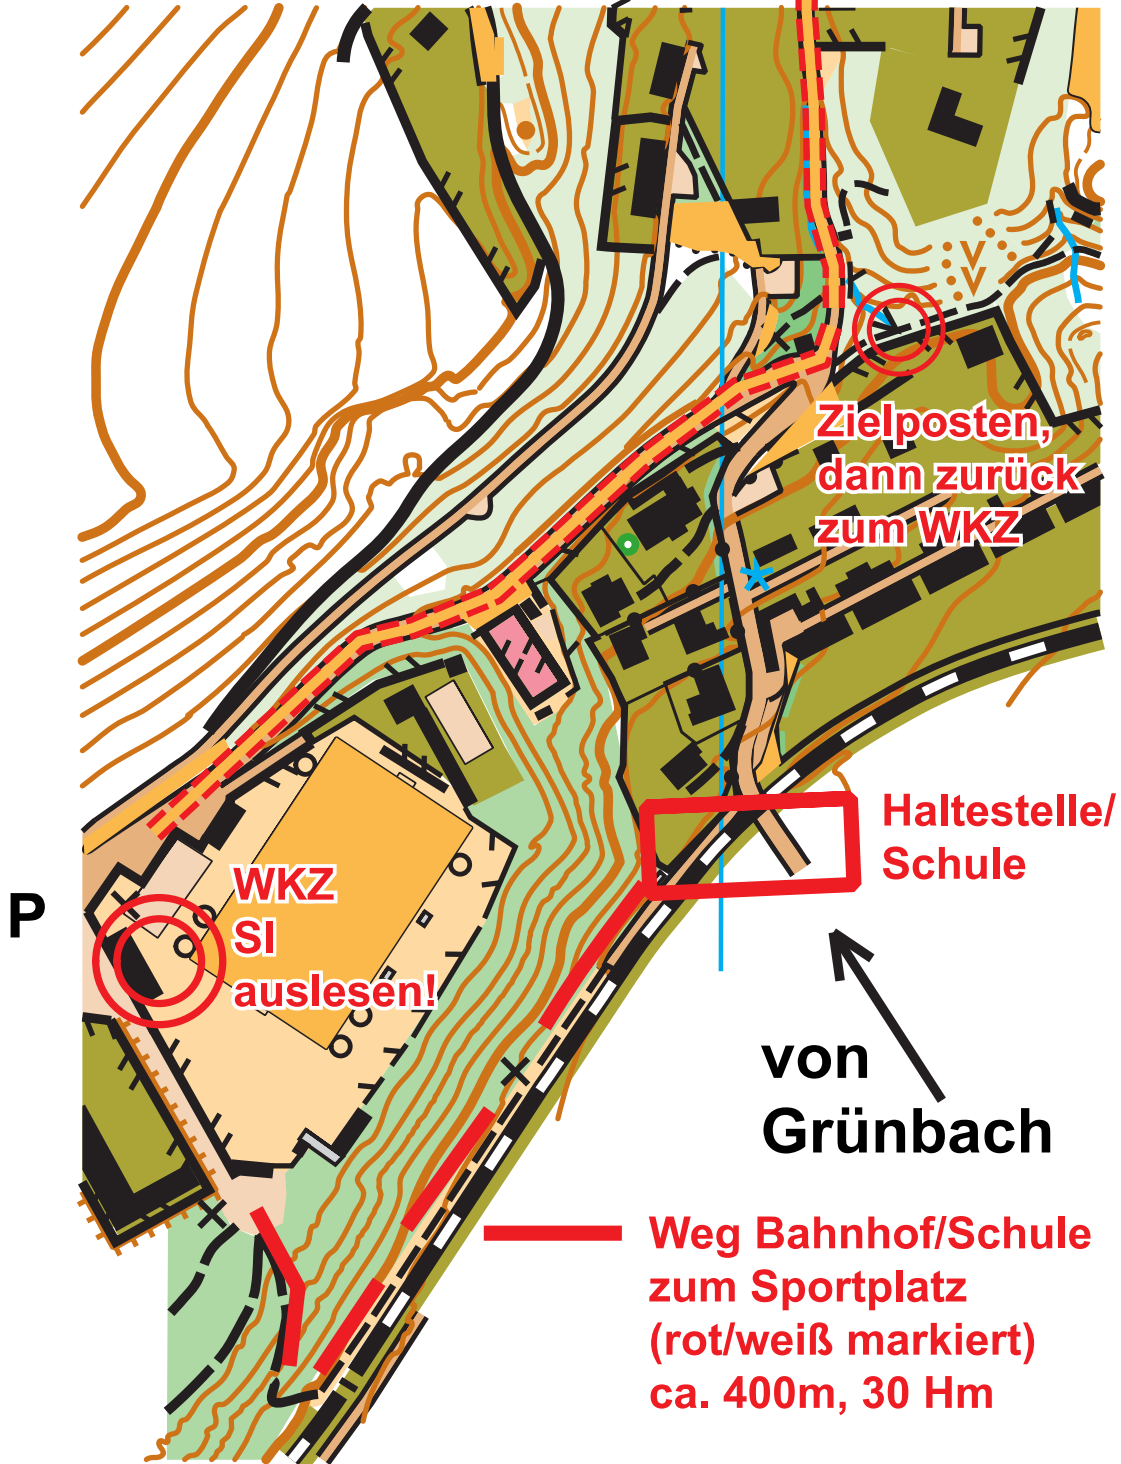 Zielposten,
dann zurück
zum WKZ
Haltestelle/
Schule
P
WKZ
SI
auslesen!
von
Grünbach
Weg Bahnhof/Schule
zum Sportplatz
(rot/weiß markiert)
ca. 400m, 30 Hm